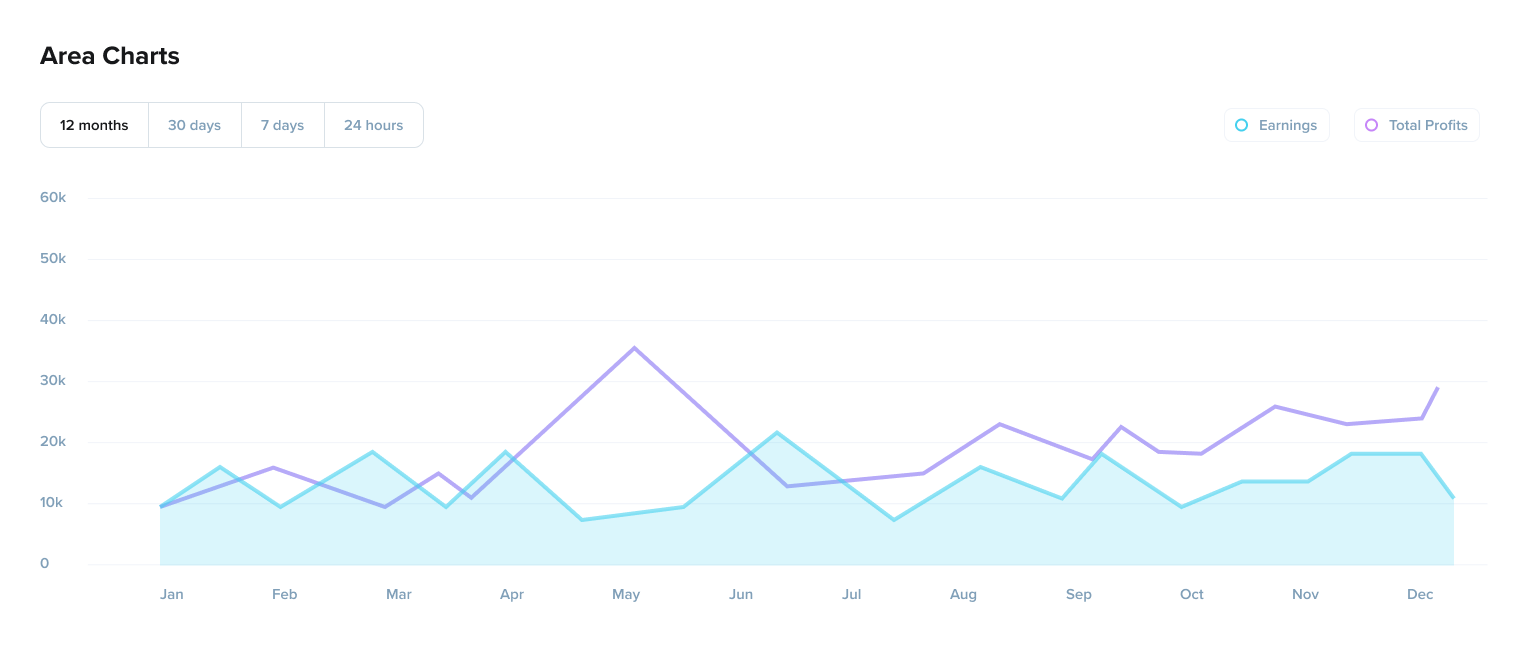 Area Charts
12 months 30 days 7 days 24 hours Earnings Total Profits
60k
50k
40k
30k
20k
10k
0
Jan Feb Mar Apr May Jun Jul Aug Sep Oct Nov Dec